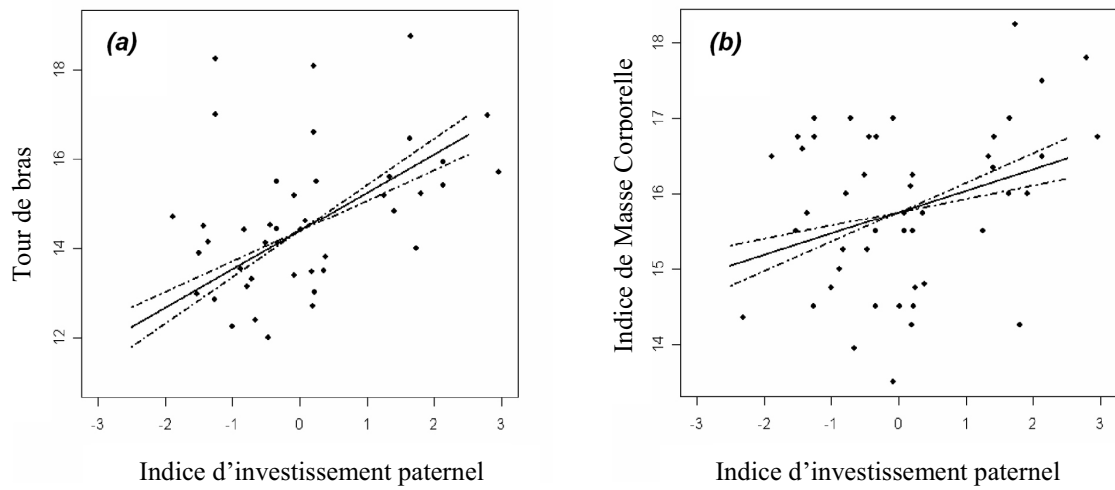 (a)
Tour de bras
18
16
14
12
-3 -2 -1 0 1 2 3
Indice d’investissement paternel
(b)
Indice de Masse Corporelle
18
17
16
15
14
-3 -2 -1 0 1 2 3
Indice d’investissement paternel